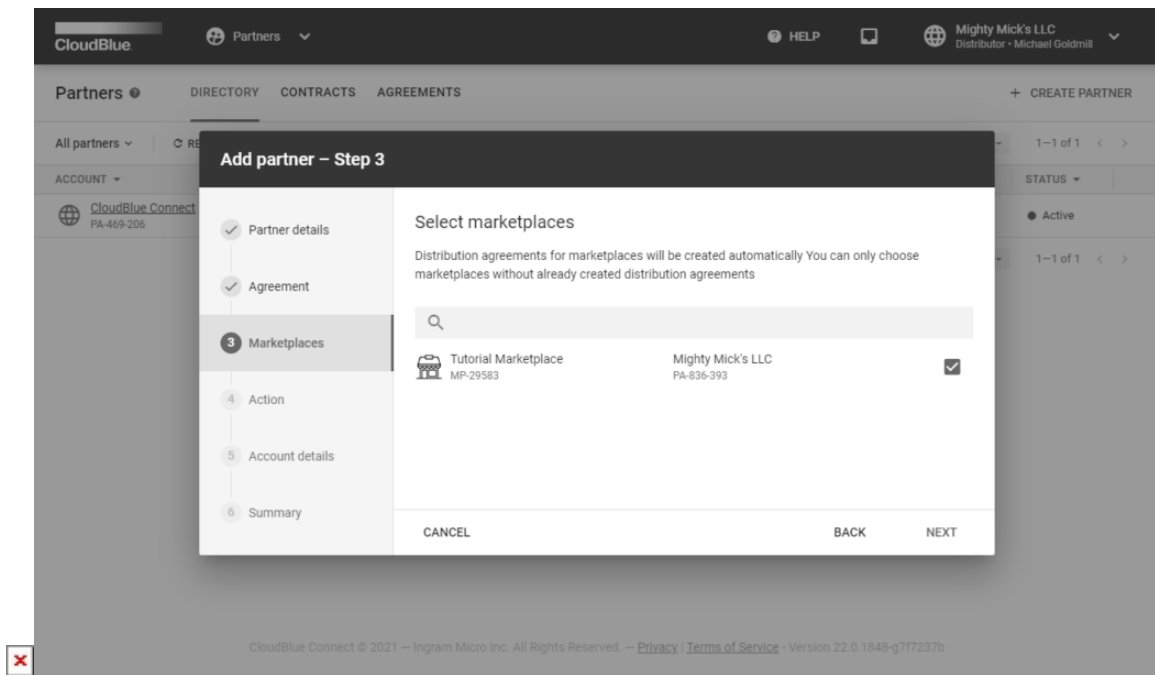 CloudBlue.
Partners
HELP
Mighty Mick's LLC
Distributor • Michael Goldmill
Partners
DIRECTORY CONTRACTS AGREEMENTS
+ CREATE PARTNER
All partners
1–1 of 1 < >
ACCOUNT
STATUS
CloudBlue Connect
PA-469-206
Active
1–1 of 1 < >
Add partner – Step 3
Partner details
Agreement
3 Marketplaces
4 Action
5 Account details
6 Summary
Select marketplaces
Distribution agreements for marketplaces will be created automatically You can only choose
marketplaces without already created distribution agreements
Tutorial Marketplace
MP-29583
Mighty Mick's LLC
PA-836-393
CANCEL
BACK
NEXT
CloudBlue Connect © 2021 — Ingram Micro Inc. All Rights Reserved. — Privacy | Terms of Service - Version 22.0.1848-g7f7237b